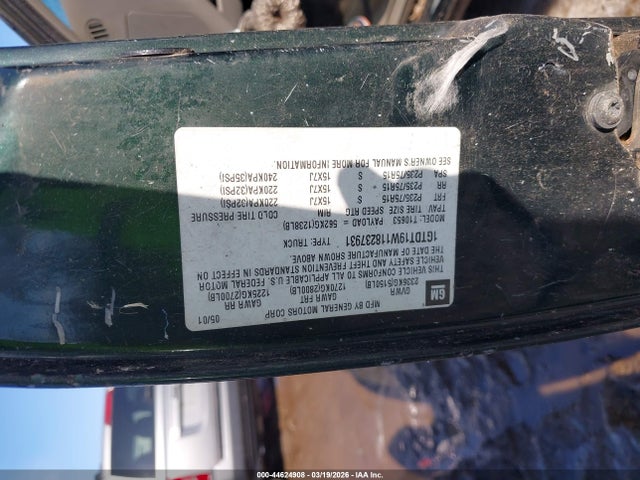 MFD BY GENERAL MOTORS CORP 05/01
GM
GVWR GAWR FRT GAWR RR
2336KG(5150LB) 1270KG(2800LB) 1225KG(2700LB)
THIS VEHICLE CONFORMS TO ALL APPLICABLE U.S. FEDERAL MOTOR
VEHICLE SAFETY AND THEFT PREVENTION STANDARDS IN EFFECT ON
THE DATE OF MANUFACTURE SHOWN ABOVE.
1GTDT19W118237931 TYPE: TRUCK
MODEL: T10653 PAYLOAD = 562KG(1239LB)
TPAV TIRE SIZE SPEED RTG RIM COLD TIRE PRESSURE
FRT P235/75R15 S 15X7J 220KPA(32PSI)
RR P235/75R15 S 15X7J 220KPA(32PSI)
SPA P235/75R15 S 15X7J 240KPA(35PSI)
SEE OWNER'S MANUAL FOR MORE INFORMATION.
000-44624908 - 03/19/2026 - IAAC